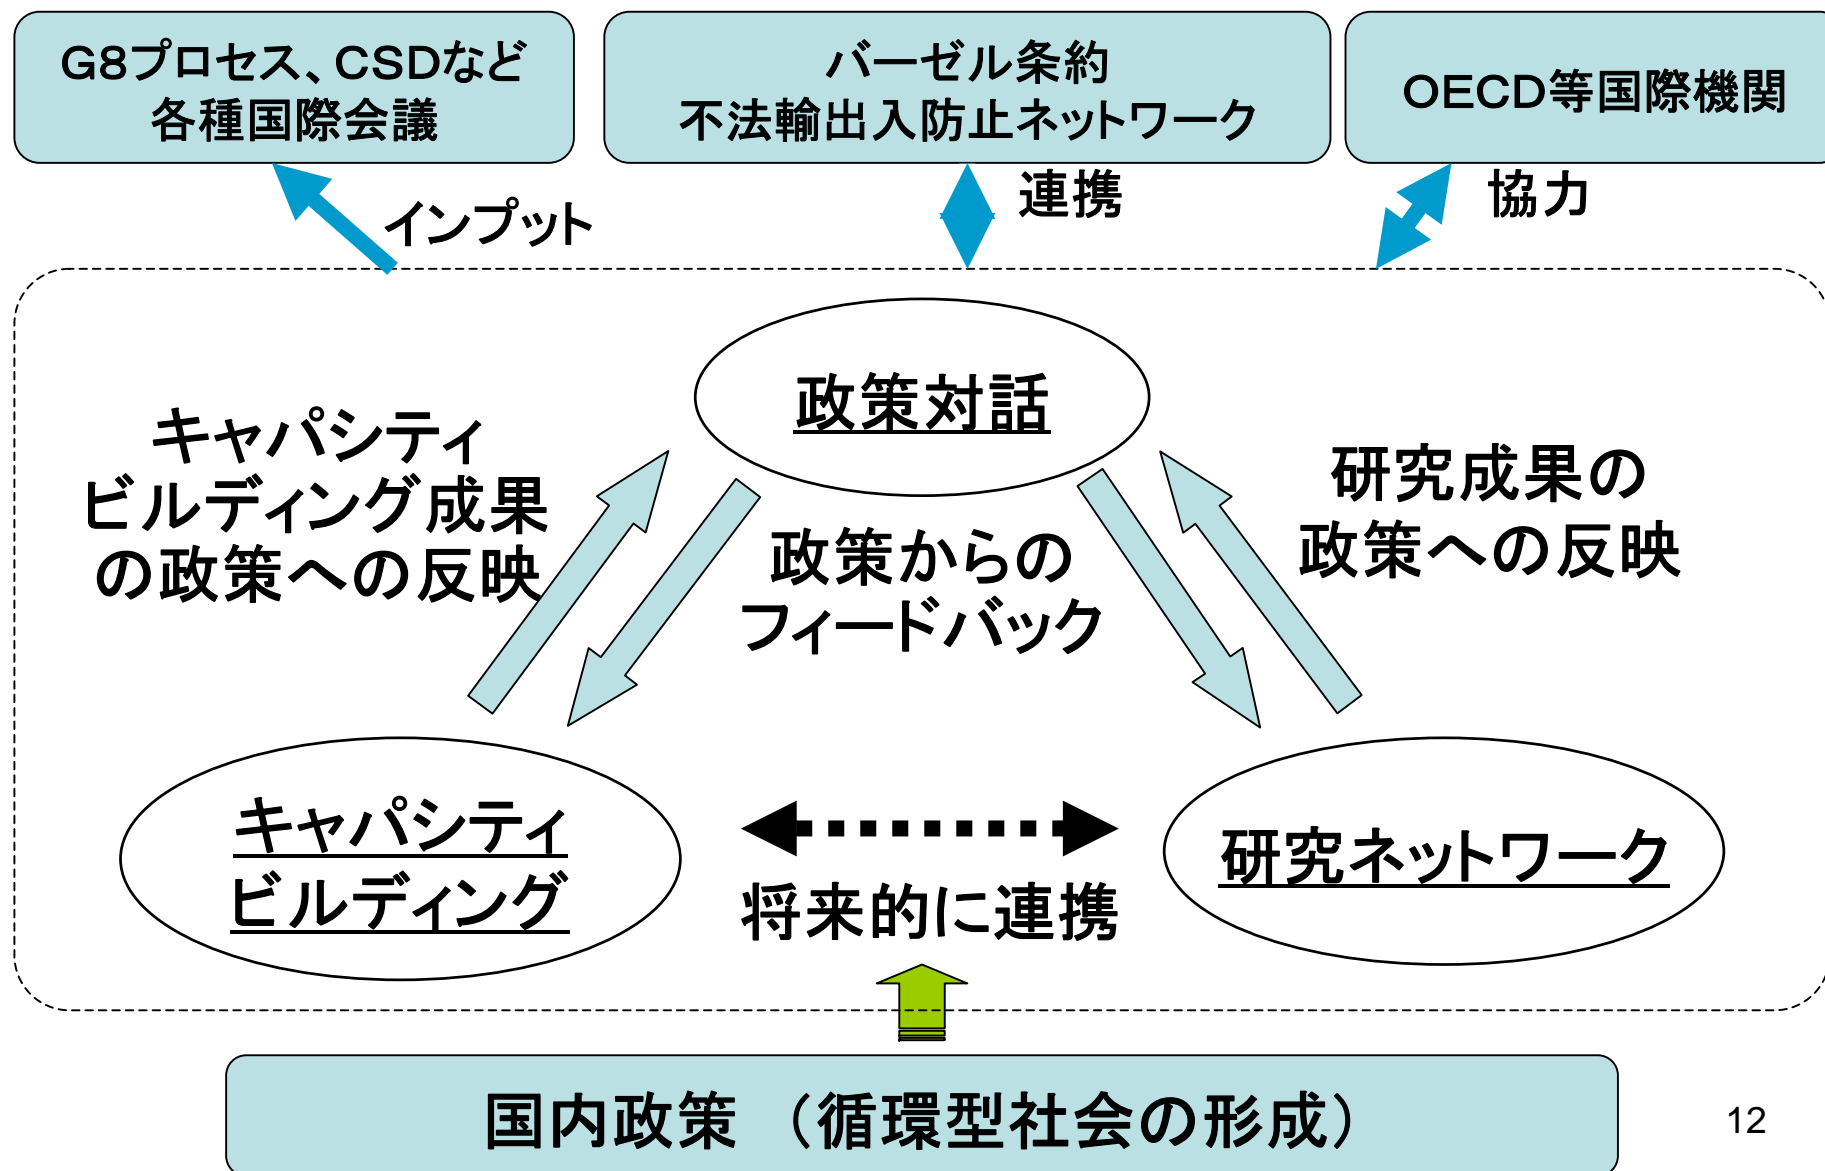 G8プロセス、CSDなど
各種国際会議
バーゼル条約
不法輸出入防止ネットワーク
OECD等国際機関
インプット
連携
協力
政策対話
キャパシティ
ビルディング成果
の政策への反映
政策からの
フィードバック
研究成果の
政策への反映
キャパシティ
ビルディング
将来的に連携
研究ネットワーク
国内政策 （循環型社会の形成）
12